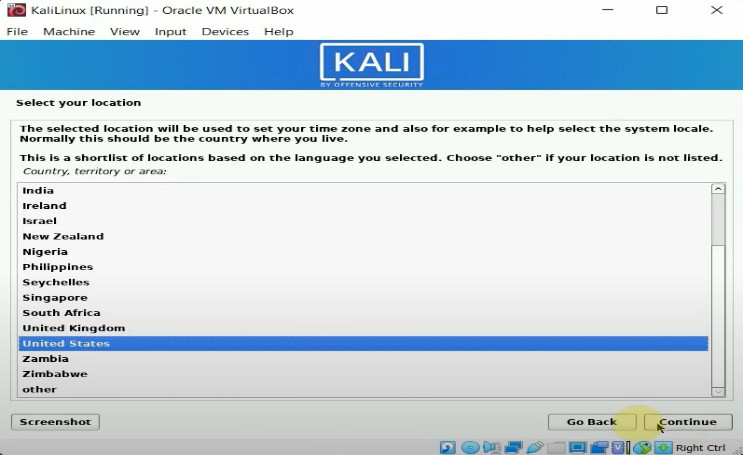 KaliLinux [Running] - Oracle VM VirtualBox
File Machine View Input Devices Help
KALI
BY OFFENSIVE SECURITY
Select your location
The selected location will be used to set your time zone and also for example to help select the system locale.
Normally this should be the country where you live.
This is a shortlist of locations based on the language you selected. Choose "other" if your location is not listed.
Country, territory or area:
India
Ireland
Israel
New Zealand
Nigeria
Philippines
Seychelles
Singapore
South Africa
United Kingdom
United States
Zambia
Zimbabwe
other
Screenshot Go Back Continue
Right Ctrl